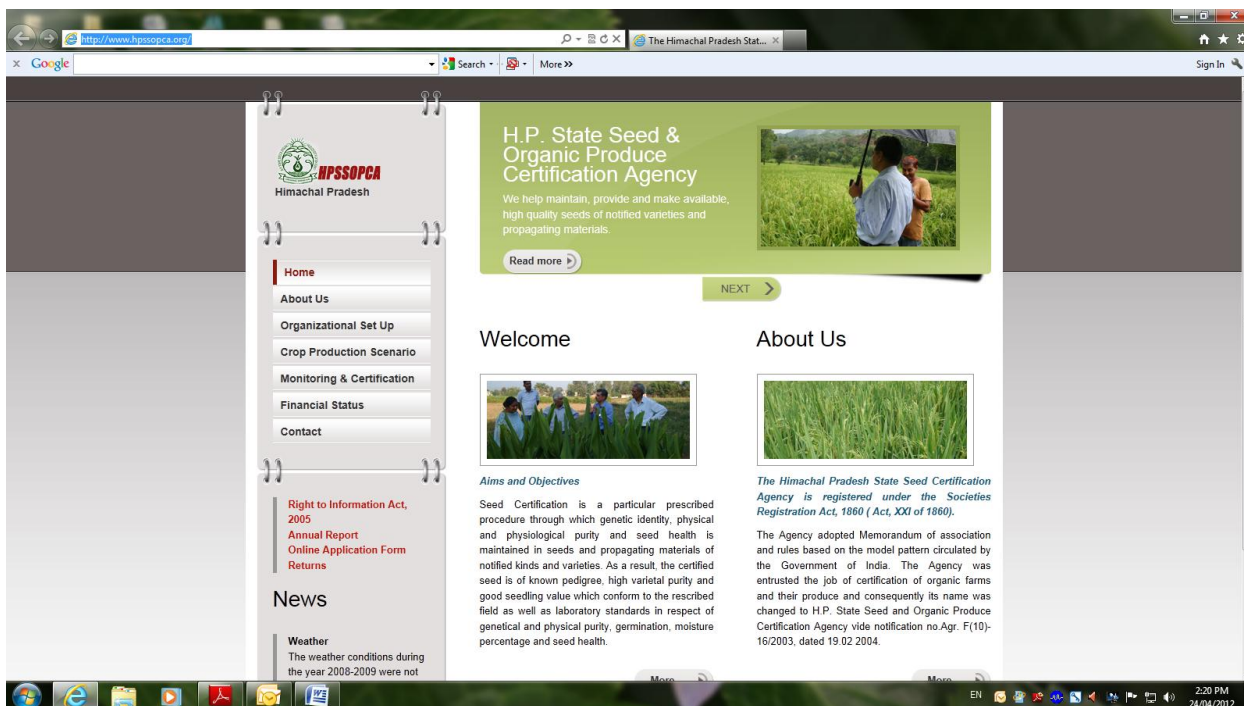 http://www.hpssopca.org/
The Himachal Pradesh Stat...
x Google
Search
More >>
Sign In
HPSSOPCA
Himachal Pradesh
Home
About Us
Organizational Set Up
Crop Production Scenario
Monitoring & Certification
Financial Status
Contact
Right to Information Act,
2005
Annual Report
Online Application Form
Returns
News
Weather
The weather conditions during
the year 2008-2009 were not
H.P. State Seed &
Organic Produce
Certification Agency
We help maintain, provide and make available,
high quality seeds of notified varieties and
propagating materials.
Read more
NEXT
Welcome
Aims and Objectives
Seed Certification is a particular prescribed
procedure through which genetic identity, physical
and physiological purity and seed health is
maintained in seeds and propagating materials of
notified kinds and varieties. As a result, the certified
seed is of known pedigree, high varietal purity and
good seedling value which conform to the rescribed
field as well as laboratory standards in respect of
genetical and physical purity, germination, moisture
percentage and seed health.
More
About Us
The Himachal Pradesh State Seed Certification
Agency is registered under the Societies
Registration Act, 1860 ( Act, XXI of 1860).
The Agency adopted Memorandum of association
and rules based on the model pattern circulated by
the Government of India. The Agency was
entrusted the job of certification of organic farms
and their produce and consequently its name was
changed to H.P. State Seed and Organic Produce
Certification Agency vide notification no.Agr. F(10)-
16/2003, dated 19.02 2004.
More
EN
2:20 PM
24/04/2012